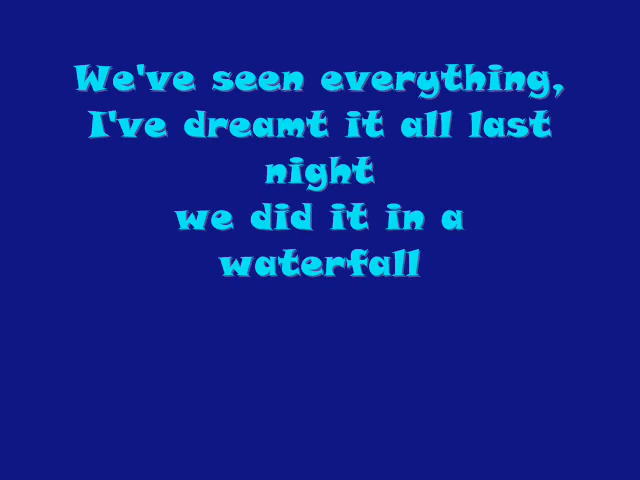 We've seen everything,
I've dreamt it all last
night
we did it in a
waterfall